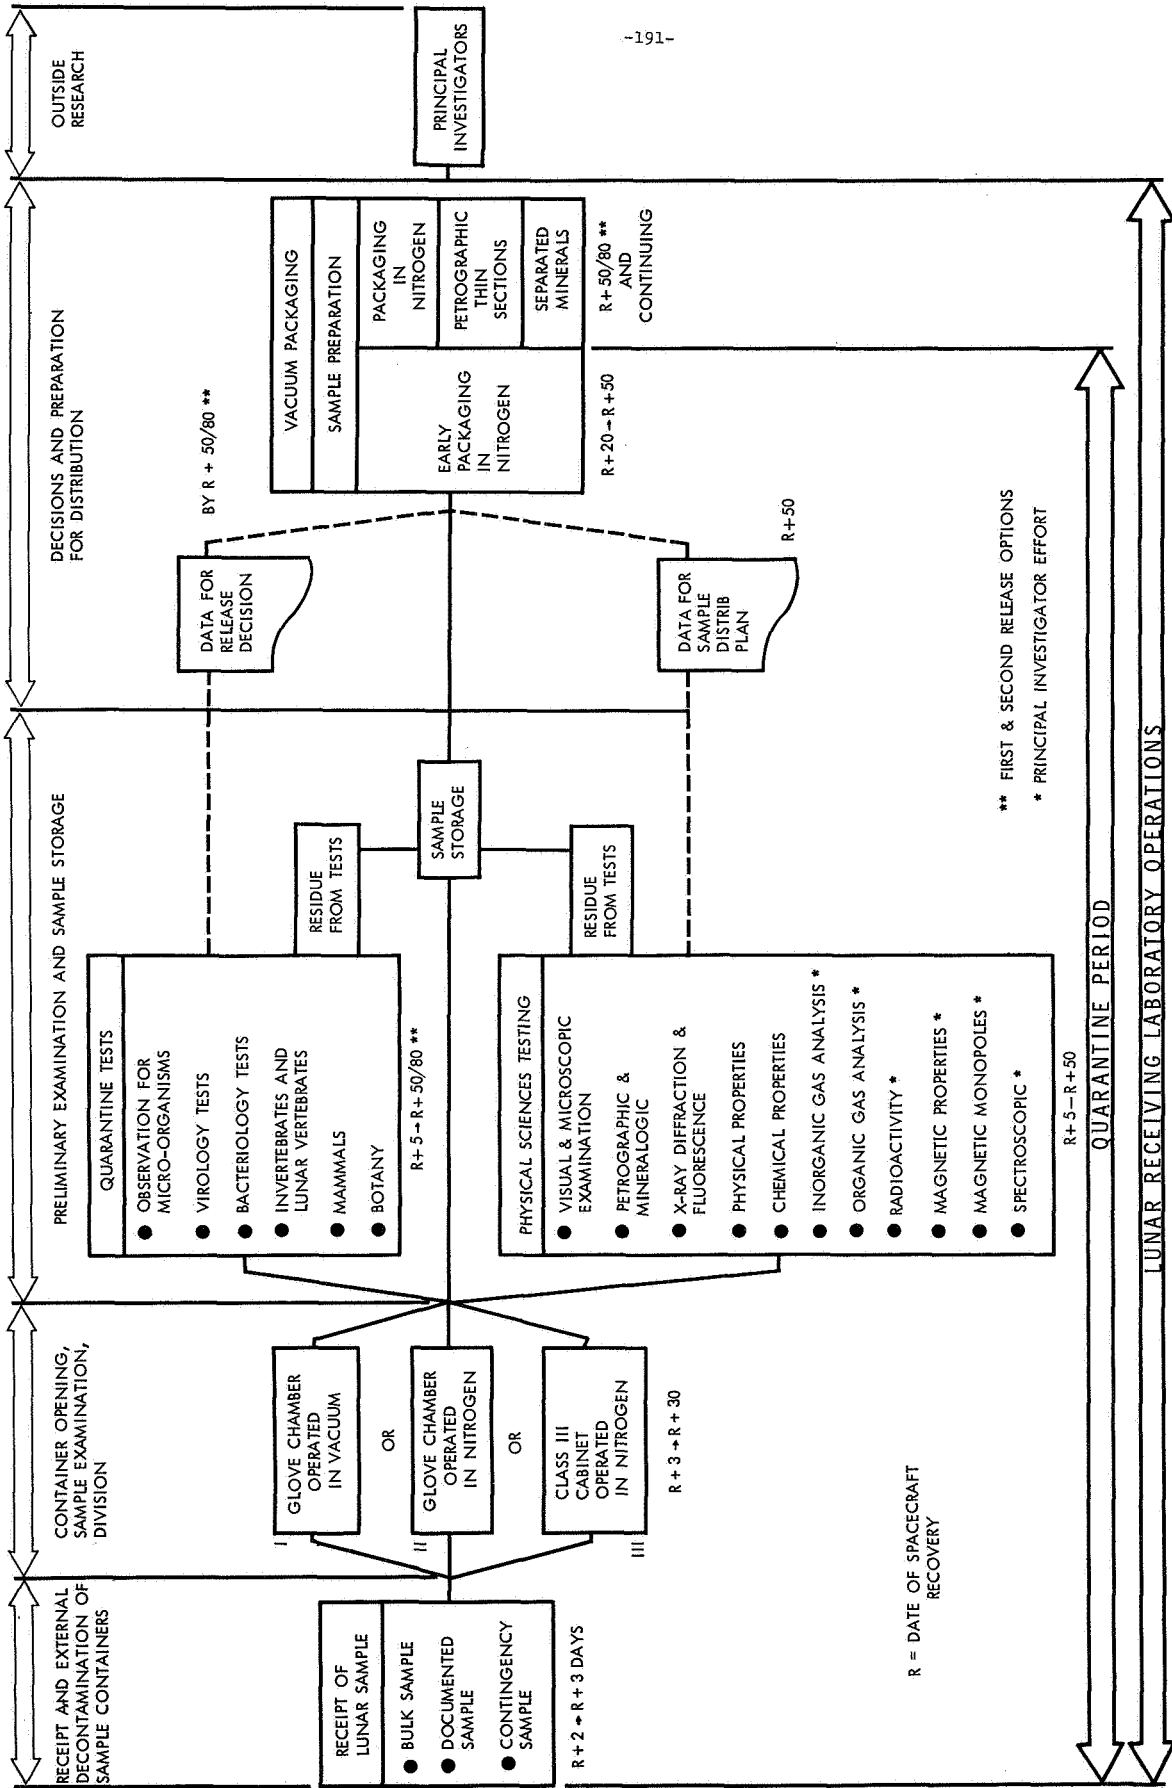 -191-
RECEIPT AND EXTERNAL
DECONTAMINATION OF
SAMPLE CONTAINERS
CONTAINER OPENING,
SAMPLE EXAMINATION,
DIVISION
PRELIMINARY EXAMINATION AND SAMPLE STORAGE
DECISIONS AND PREPARATION
FOR DISTRIBUTION
OUTSIDE
RESEARCH
RECEIPT OF
LUNAR SAMPLE
● BULK SAMPLE
● DOCUMENTED
SAMPLE
● CONTINGENCY
SAMPLE
R+2→R+3 DAYS
I
GLOVE CHAMBER
OPERATED
IN VACUUM
OR
II
GLOVE CHAMBER
OPERATED
IN NITROGEN
OR
III
CLASS III
CABINET
OPERATED
IN NITROGEN
R+3→R+30
QUARANTINE TESTS
● OBSERVATION FOR
MICRO-ORGANISMS
● VIROLOGY TESTS
● BACTERIOLOGY TESTS
● INVERTEBRATES AND
LUNAR VERTEBRATES
● MAMMALS
● BOTANY
R+5→R+50/80 **
RESIDUE
FROM TESTS
SAMPLE
STORAGE
RESIDUE
FROM TESTS
PHYSICAL SCIENCES TESTING
● VISUAL & MICROSCOPIC
EXAMINATION
● PETROGRAPHIC &
MINERALOGIC
● X-RAY DIFFRACTION &
FLUORESCENCE
● PHYSICAL PROPERTIES
● CHEMICAL PROPERTIES
● INORGANIC GAS ANALYSIS *
● ORGANIC GAS ANALYSIS *
● RADIOACTIVITY *
● MAGNETIC PROPERTIES *
● MAGNETIC MONOPOLES *
● SPECTROSCOPIC *
R+5-R+50
DATA FOR
RELEASE
DECISION
BY R + 50/80 **
DATA FOR
SAMPLE
DISTRIB
PLAN
R+50
VACUUM PACKAGING
SAMPLE PREPARATION
EARLY
PACKAGING
IN
NITROGEN
R+20→R+50
PACKAGING
IN
NITROGEN
PETROGRAPHIC
THIN
SECTIONS
SEPARATED
MINERALS
R+50/80 **
AND
CONTINUING
PRINCIPAL
INVESTIGATORS
R = DATE OF SPACECRAFT
RECOVERY
** FIRST & SECOND RELEASE OPTIONS
* PRINCIPAL INVESTIGATOR EFFORT
QUARANTINE PERIOD
LUNAR RECEIVING LABORATORY OPERATIONS